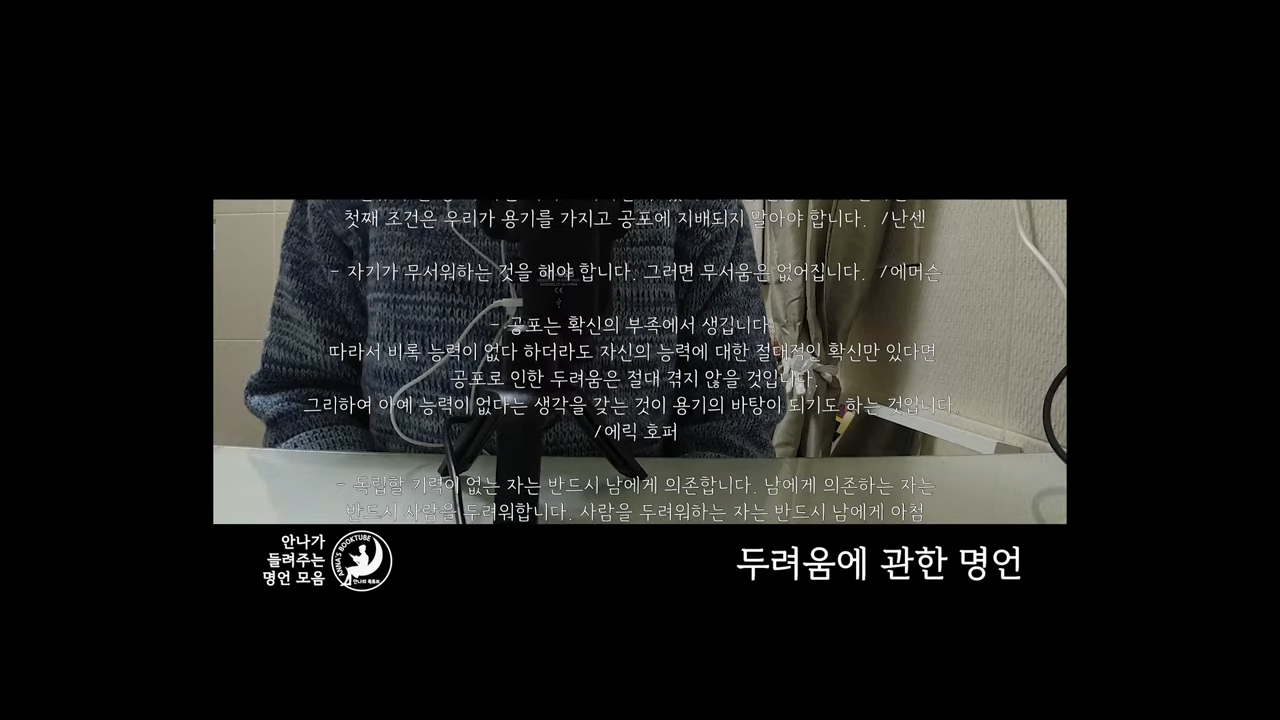 첫째 조건은 우리가 용기를 가지고 공포에 지배되지 말아야 합니다. /난센
- 자기가 무서워하는 것을 해야 합니다. 그러면 무서움은 없어집니다. /에머슨
- 공포는 확신의 부족에서 생깁니다.
따라서 비록 능력이 없다 하더라도 자신의 능력에 대한 절대적인 확신만 있다면
공포로 인한 두려움은 절대 겪지 않을 것입니다.
그리하여 아예 능력이 없다는 생각을 갖는 것이 용기의 바탕이 되기도 하는 것입니다.
/에릭 호퍼
- 독립할 기력이 없는 자는 반드시 남에게 의존합니다. 남에게 의존하는 자는
반드시 사람을 두려워합니다. 사람을 두려워하는 자는 반드시 남에게 아첨
안나가
들려주는
명언 모음
ANNA'S BOOKTUBE
안나의 북튜브
두려움에 관한 명언